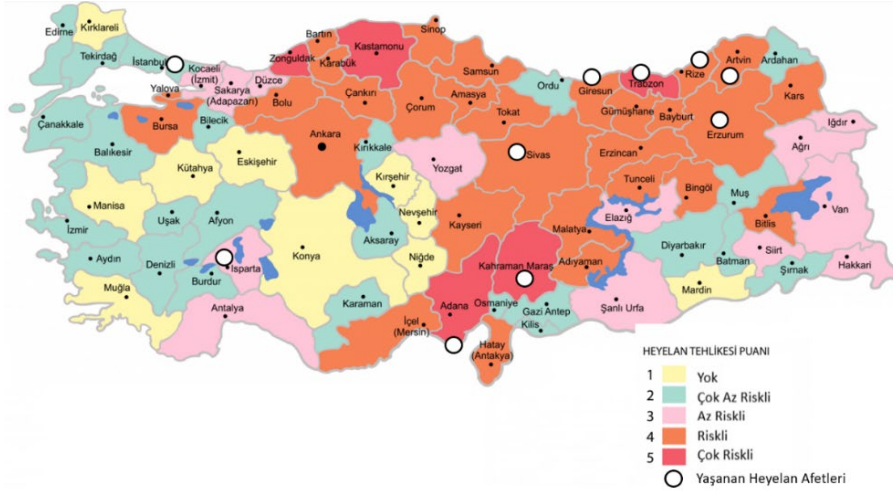 Kırklareli
Edirne
Tekirdağ
İstanbul
Kocaeli
(İzmit)
Sakarya
(Adapazarı)
Düzce
Zonguldak
Bartın
Karabük
Kastamonu
Sinop
Samsun
Ordu
Giresun
Trabzon
Rize
Artvin
Ardahan
Kars
Yalova
Bursa
Bilecik
Bolu
Çankırı
Çorum
Amasya
Tokat
Gümüşhane
Bayburt
Erzurum
Iğdır
Ağrı
Çanakkale
Balıkesir
Kütahya
Eskişehir
Ankara
Kırıkkale
Yozgat
Sivas
Erzincan
Tunceli
Bingöl
Muş
Kırşehir
Nevşehir
Kayseri
Malatya
Elazığ
Bitlis
Van
Manisa
İzmir
Uşak
Afyon
Konya
Aksaray
Niğde
Kahraman Maraş
Adıyaman
Diyarbakır
Batman
Siirt
Şırnak
Hakkari
Aydın
Denizli
Isparta
Burdur
Muğla
Antalya
Karaman
İçel
(Mersin)
Adana
Osmaniye
Gazi Antep
Kilis
Hatay
(Antakya)
Şanlı Urfa
Mardin
HEYELAN TEHLİKESİ PUANI
1 Yok
2 Çok Az Riskli
3 Az Riskli
4 Riskli
5 Çok Riskli
Yaşanan Heyelan Afetleri